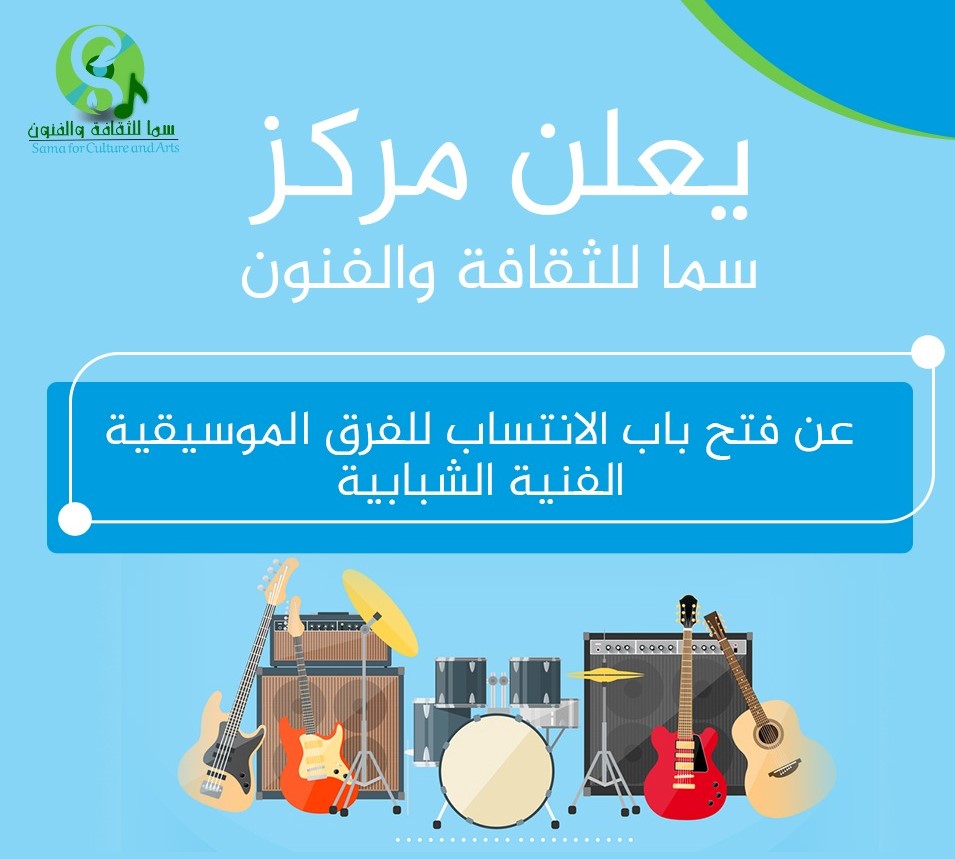 سما للثقافة والفنون
Sama for Culture and Arts
يعلن مركز
سما للثقافة والفنون
عن فتح باب الانتساب للفرق الموسيقية
الفنية الشبابية